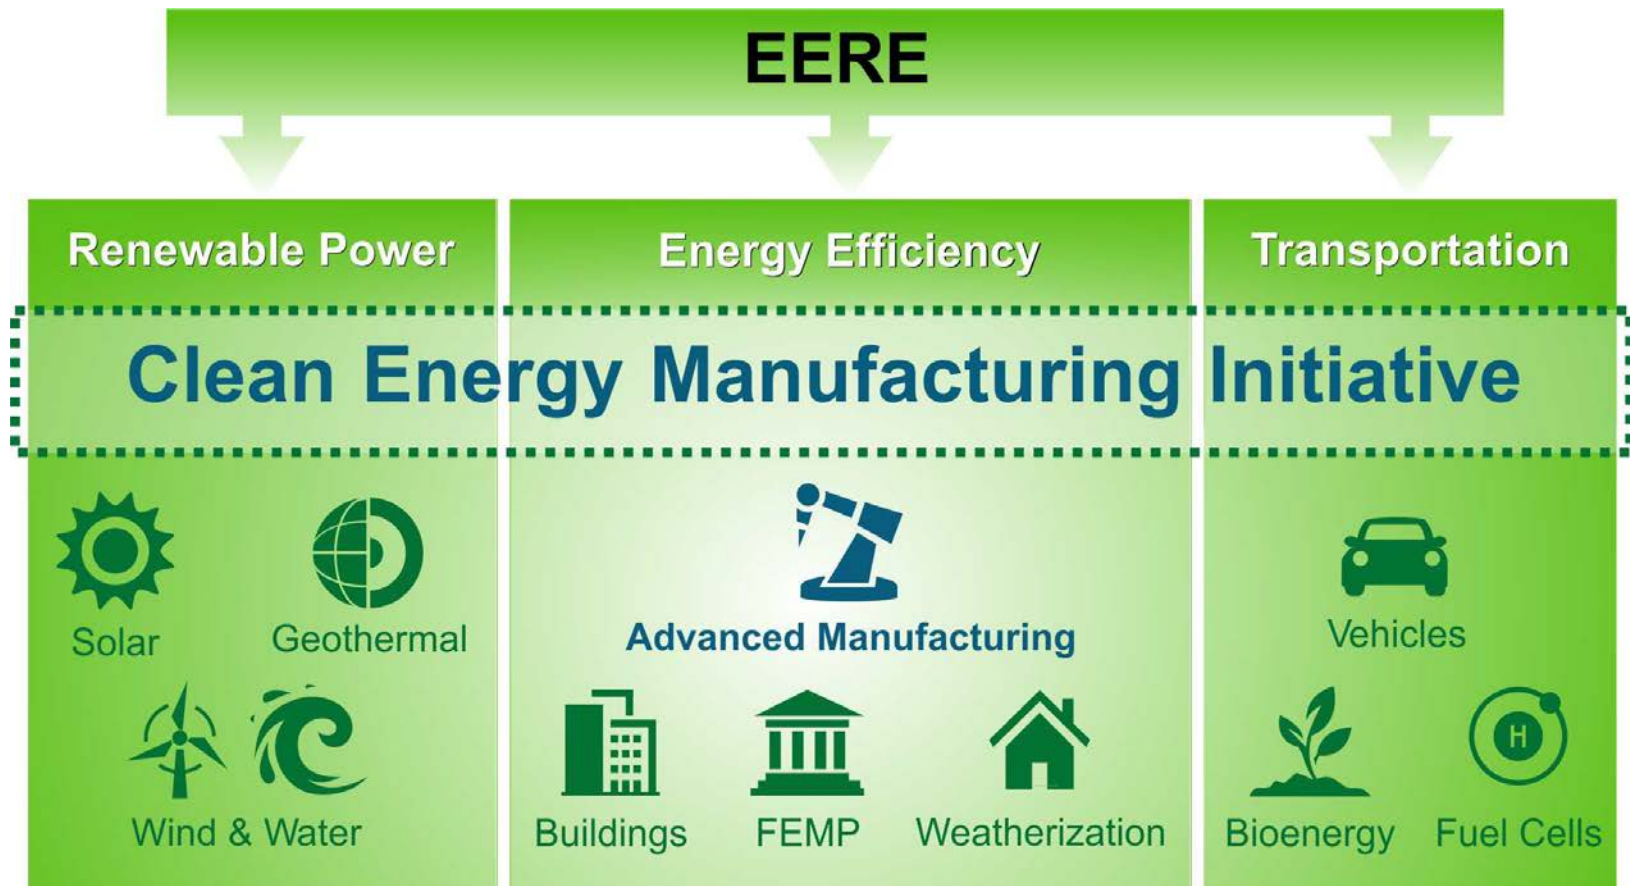 EERE
Renewable Power
Energy Efficiency
Transportation
Clean Energy Manufacturing Initiative
Solar
Geothermal
Wind & Water
Advanced Manufacturing
Buildings
FEMP
Weatherization
Vehicles
Bioenergy
H
Fuel Cells